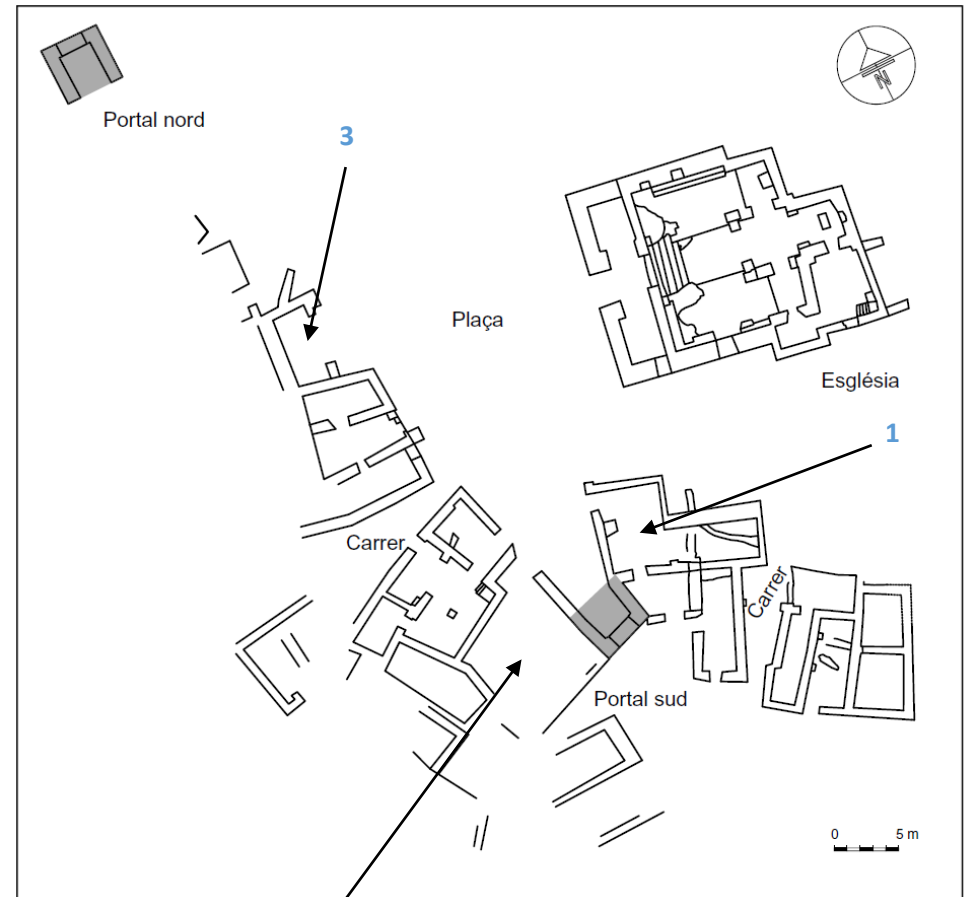 N
Portal nord
3
Plaça
Església
1
Carrer
Carrer
Portal sud
0 5 m